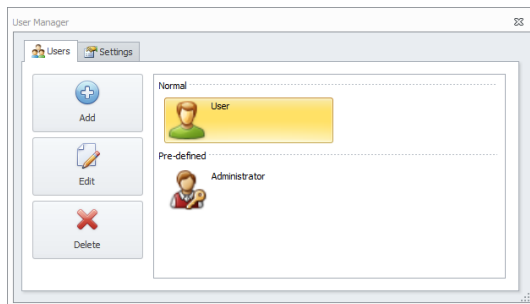 User Manager
Users
Settings
Add
Edit
Delete
Normal
User
Pre-defined
Administrator